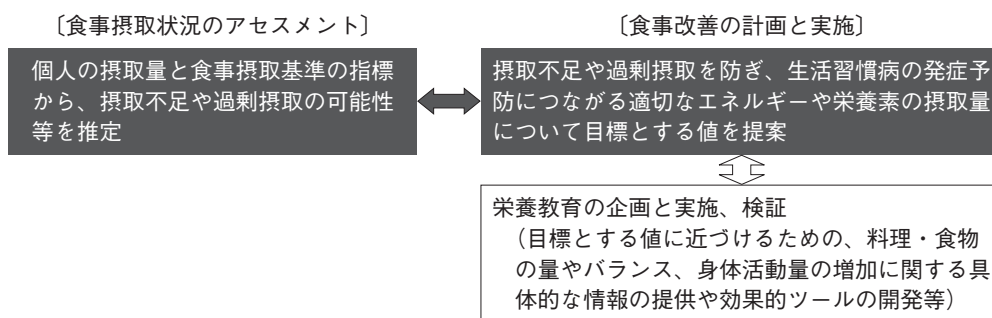 〔食事摂取状況のアセスメント〕
個人の摂取量と食事摂取基準の指標
から、摂取不足や過剰摂取の可能性
等を推定
〔食事改善の計画と実施〕
摂取不足や過剰摂取を防ぎ、生活習慣病の発症予
防につながる適切なエネルギーや栄養素の摂取量
について目標とする値を提案
栄養教育の企画と実施、検証
（目標とする値に近づけるための、料理・食物
の量やバランス、身体活動量の増加に関する具
体的な情報の提供や効果的ツールの開発等）